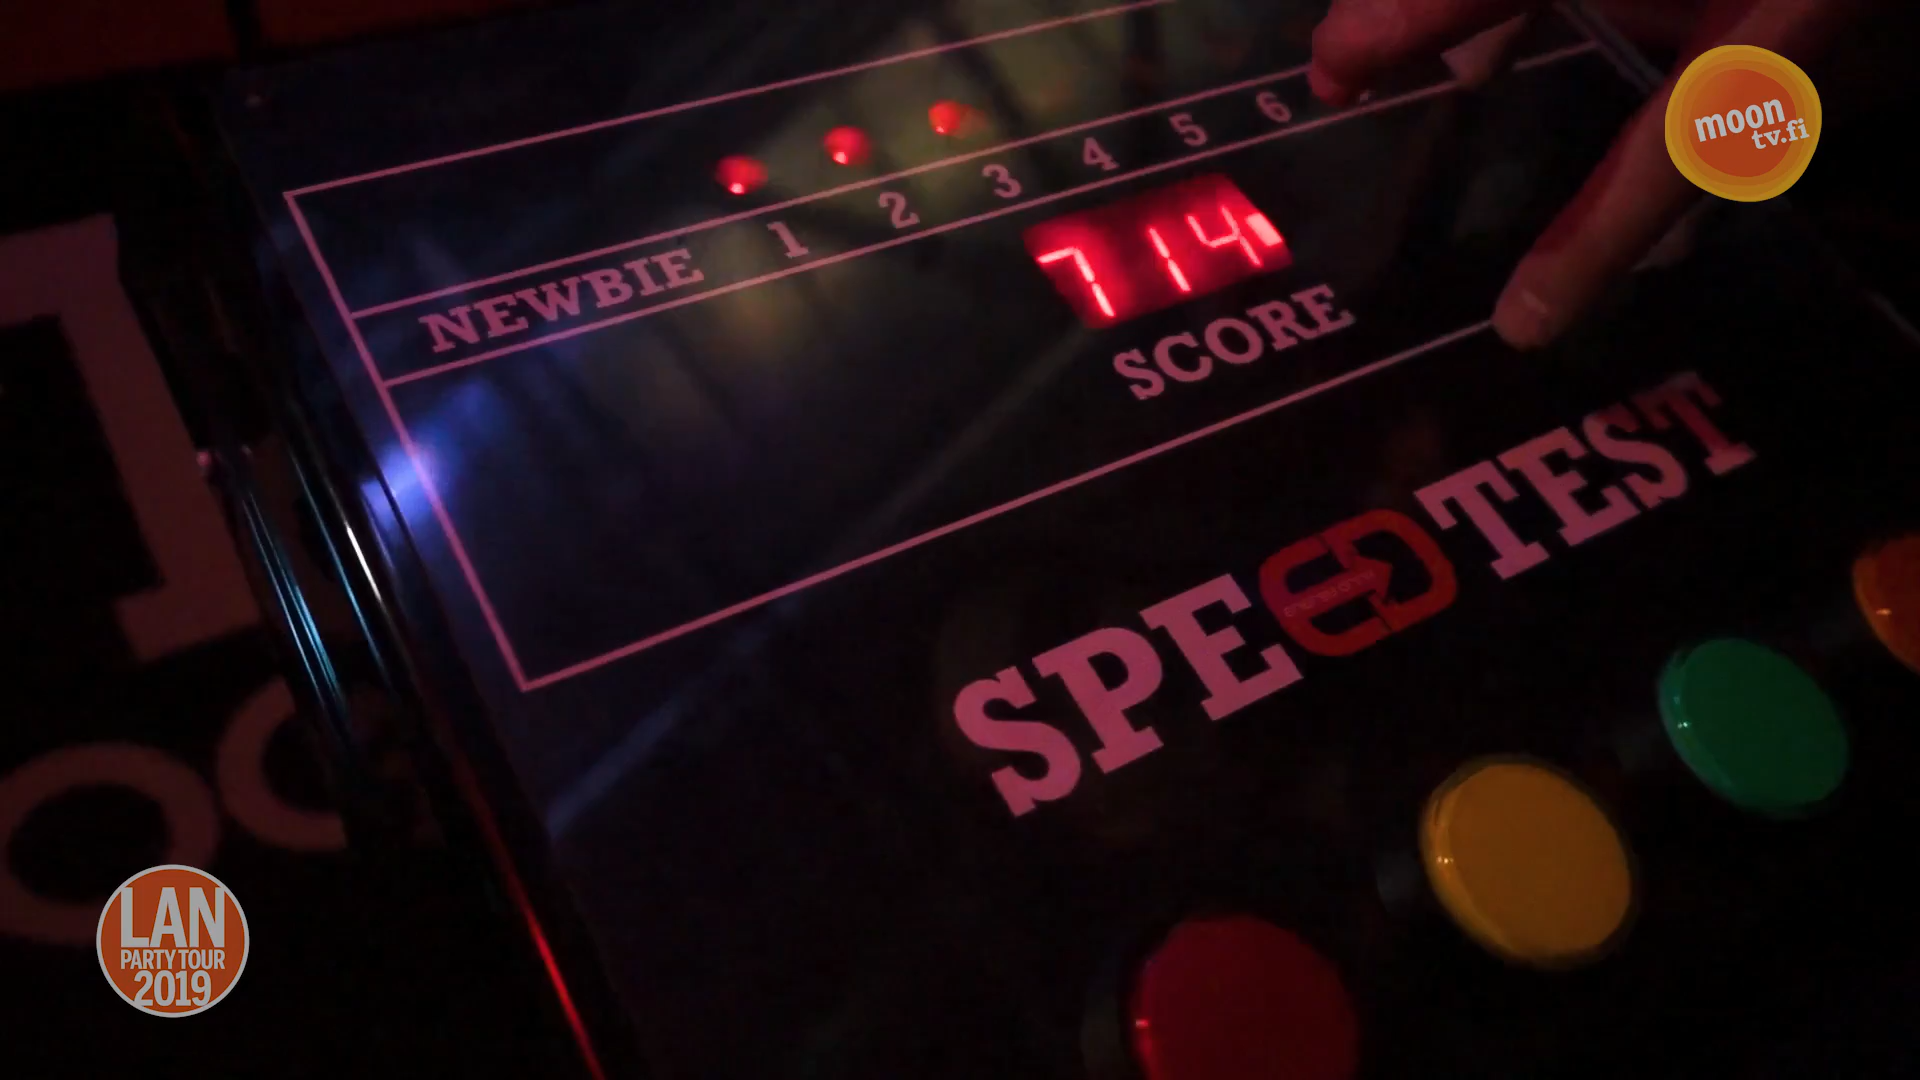 moon
tv.fi
NEWBIE 1 2 3 4 5 6
714
SCORE
SPEEDTEST
LAN
PARTY TOUR
2019